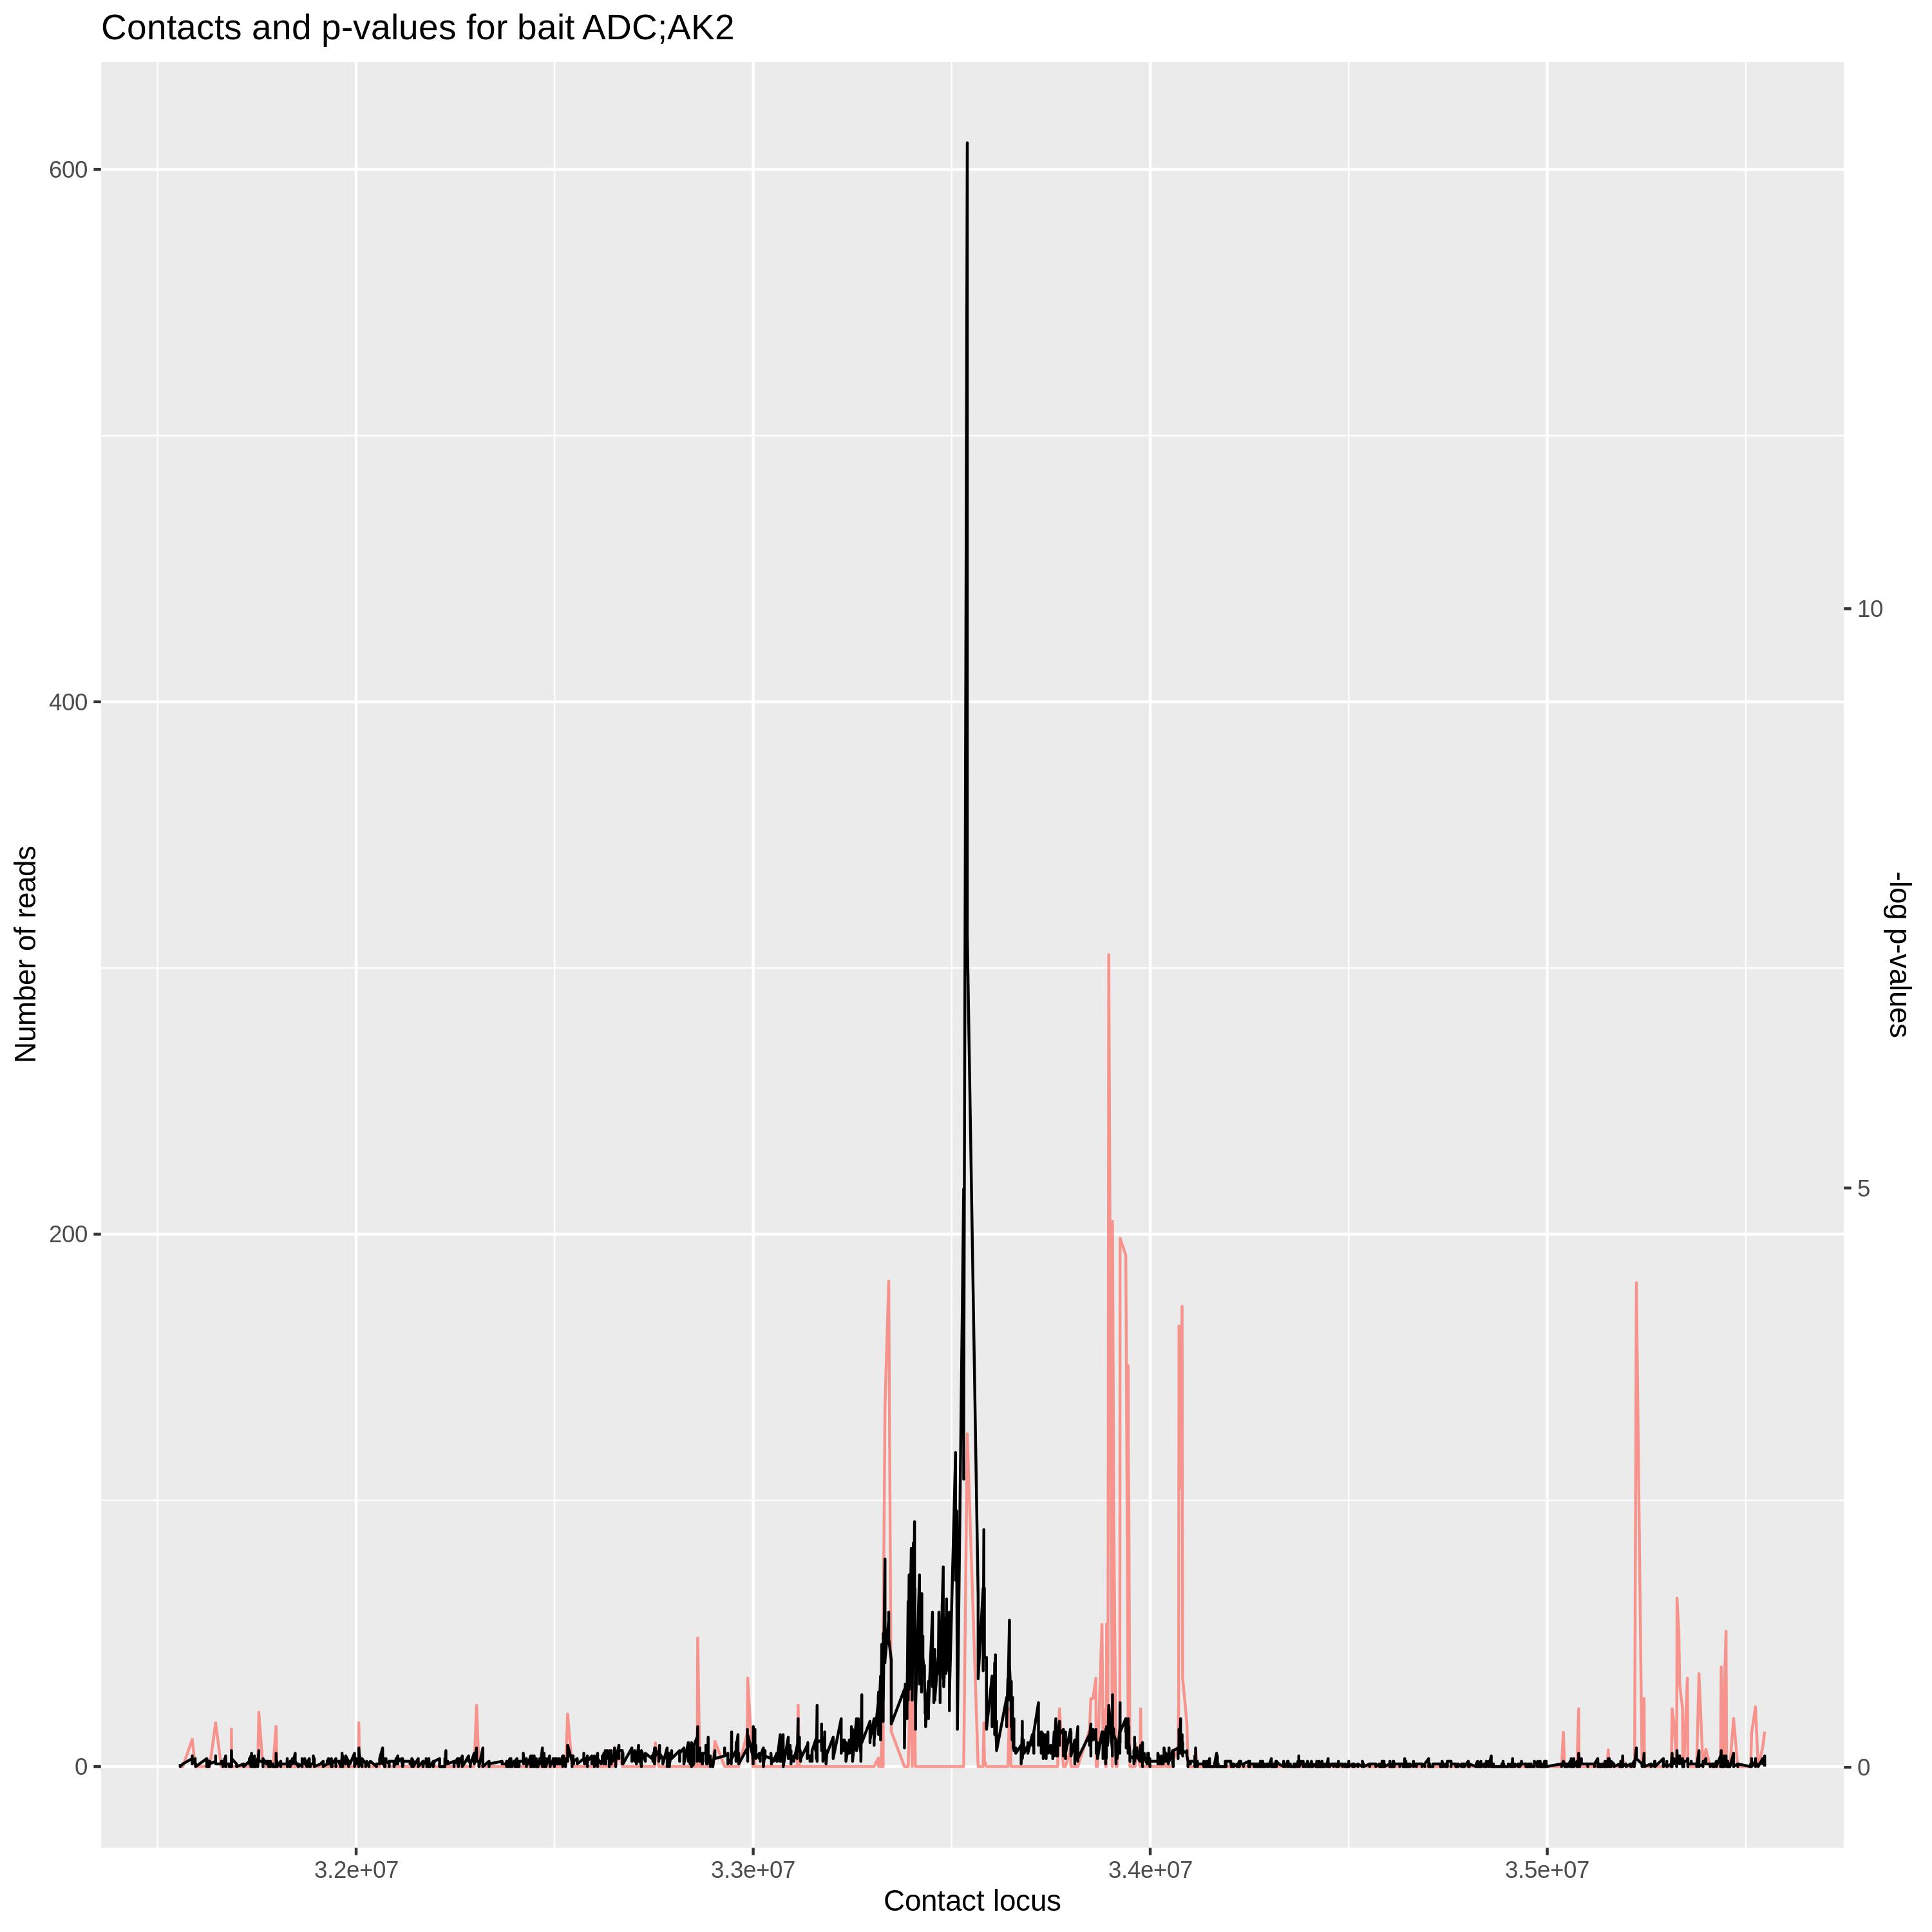 Contacts and p-values for bait ADC;AK2
600
400
200
0
10
5
0
Number of reads
-log p-values
3.2e+07
3.3e+07
3.4e+07
3.5e+07
Contact locus